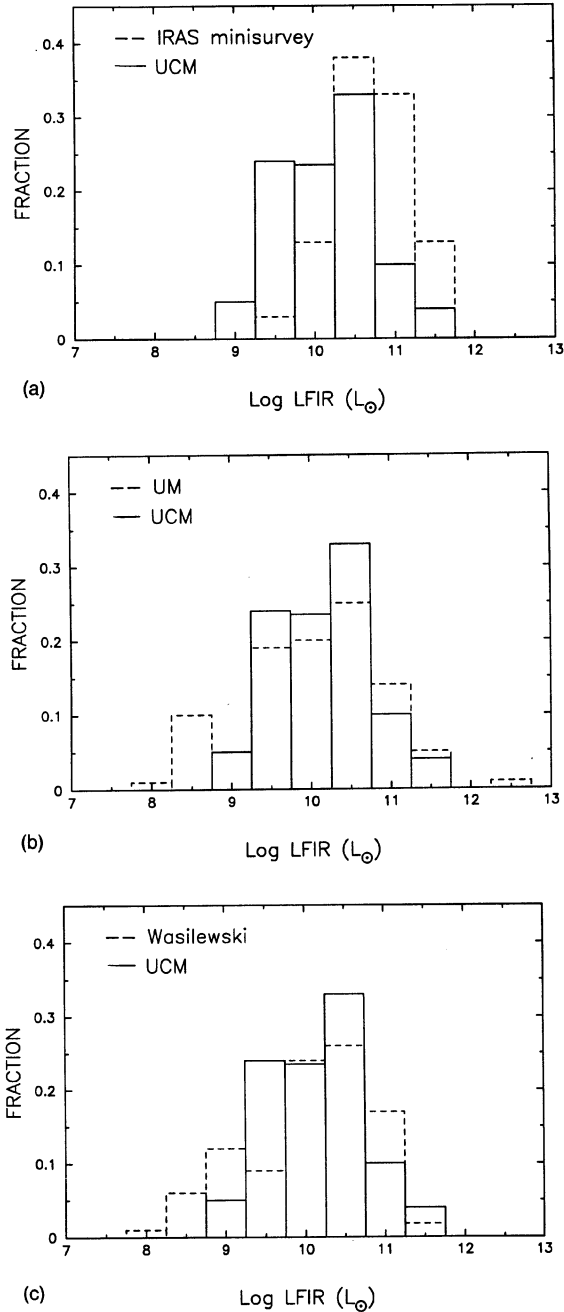 0.4
0.3
0.2
0.1
0
FRACTION
IRAS minisurvey
UCM
7 8 9 10 11 12 13
(a)
Log LFIR (L⊙)
0.4
0.3
0.2
0.1
0
FRACTION
UM
UCM
7 8 9 10 11 12 13
(b)
Log LFIR (L⊙)
0.4
0.3
0.2
0.1
0
FRACTION
Wasilewski
UCM
7 8 9 10 11 12 13
(c)
Log LFIR (L⊙)